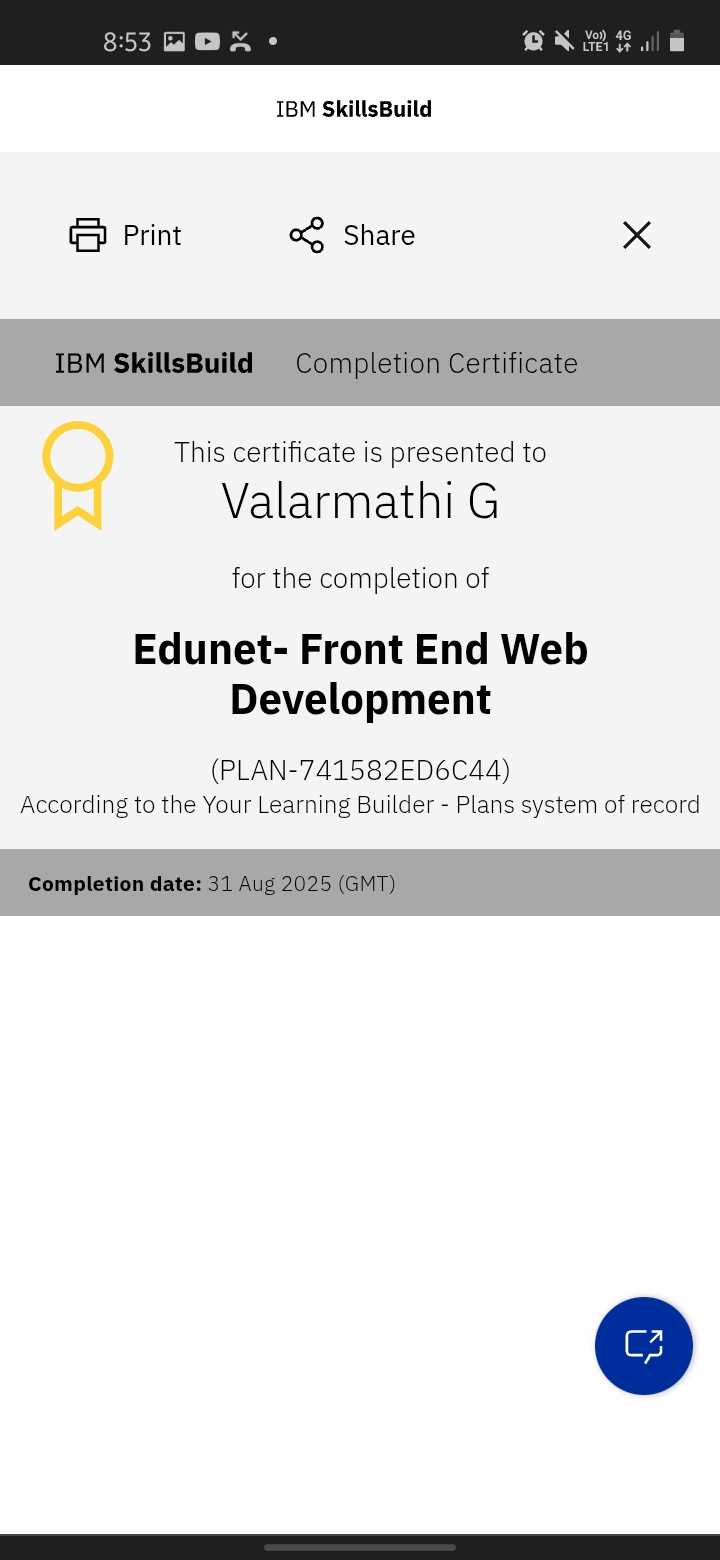 8:53
Vo)) 4G
LTE1
IBM SkillsBuild
Print Share
IBM SkillsBuild Completion Certificate
This certificate is presented to
Valarmathi G
for the completion of
Edunet- Front End Web
Development
(PLAN-741582ED6C44)
According to the Your Learning Builder - Plans system of record
Completion date: 31 Aug 2025 (GMT)